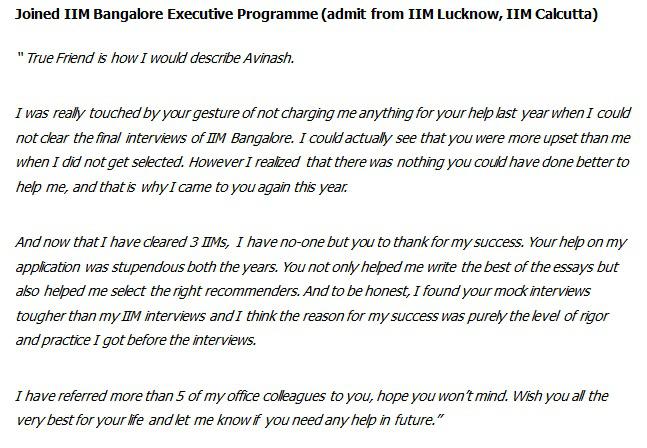 Joined IIM Bangalore Executive Programme (admit from IIM Lucknow, IIM Calcutta)
“ True Friend is how I would describe Avinash.
I was really touched by your gesture of not charging me anything for your help last year when I could
not clear the final interviews of IIM Bangalore. I could actually see that you were more upset than me
when I did not get selected. However I realized that there was nothing you could have done better to
help me, and that is why I came to you again this year.
And now that I have cleared 3 IIMs, I have no-one but you to thank for my success. Your help on my
application was stupendous both the years. You not only helped me write the best of the essays but
also helped me select the right recommenders. And to be honest, I found your mock interviews
tougher than my IIM interviews and I think the reason for my success was purely the level of rigor
and practice I got before the interviews.
I have referred more than 5 of my office colleagues to you, hope you won’t mind. Wish you all the
very best for your life and let me know if you need any help in future.”